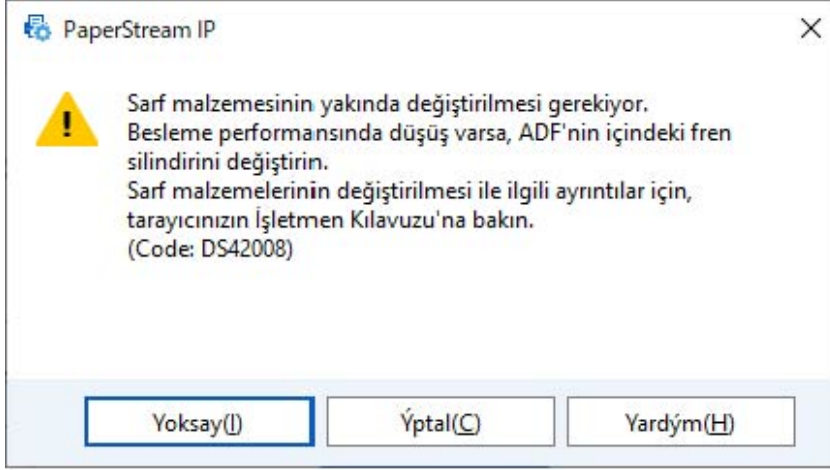 PaperStream IP
Sarf malzemesinin yakında değiştirilmesi gerekiyor.
Besleme performansında düşüş varsa, ADF'nin içindeki fren
silindirini değiştirin.
Sarf malzemelerinin değiştirilmesi ile ilgili ayrıntılar için,
tarayıcınızın İşletmen Kılavuzu'na bakın.
(Code: DS42008)
Yoksay(I) Ýptal(C) Yardým(H)